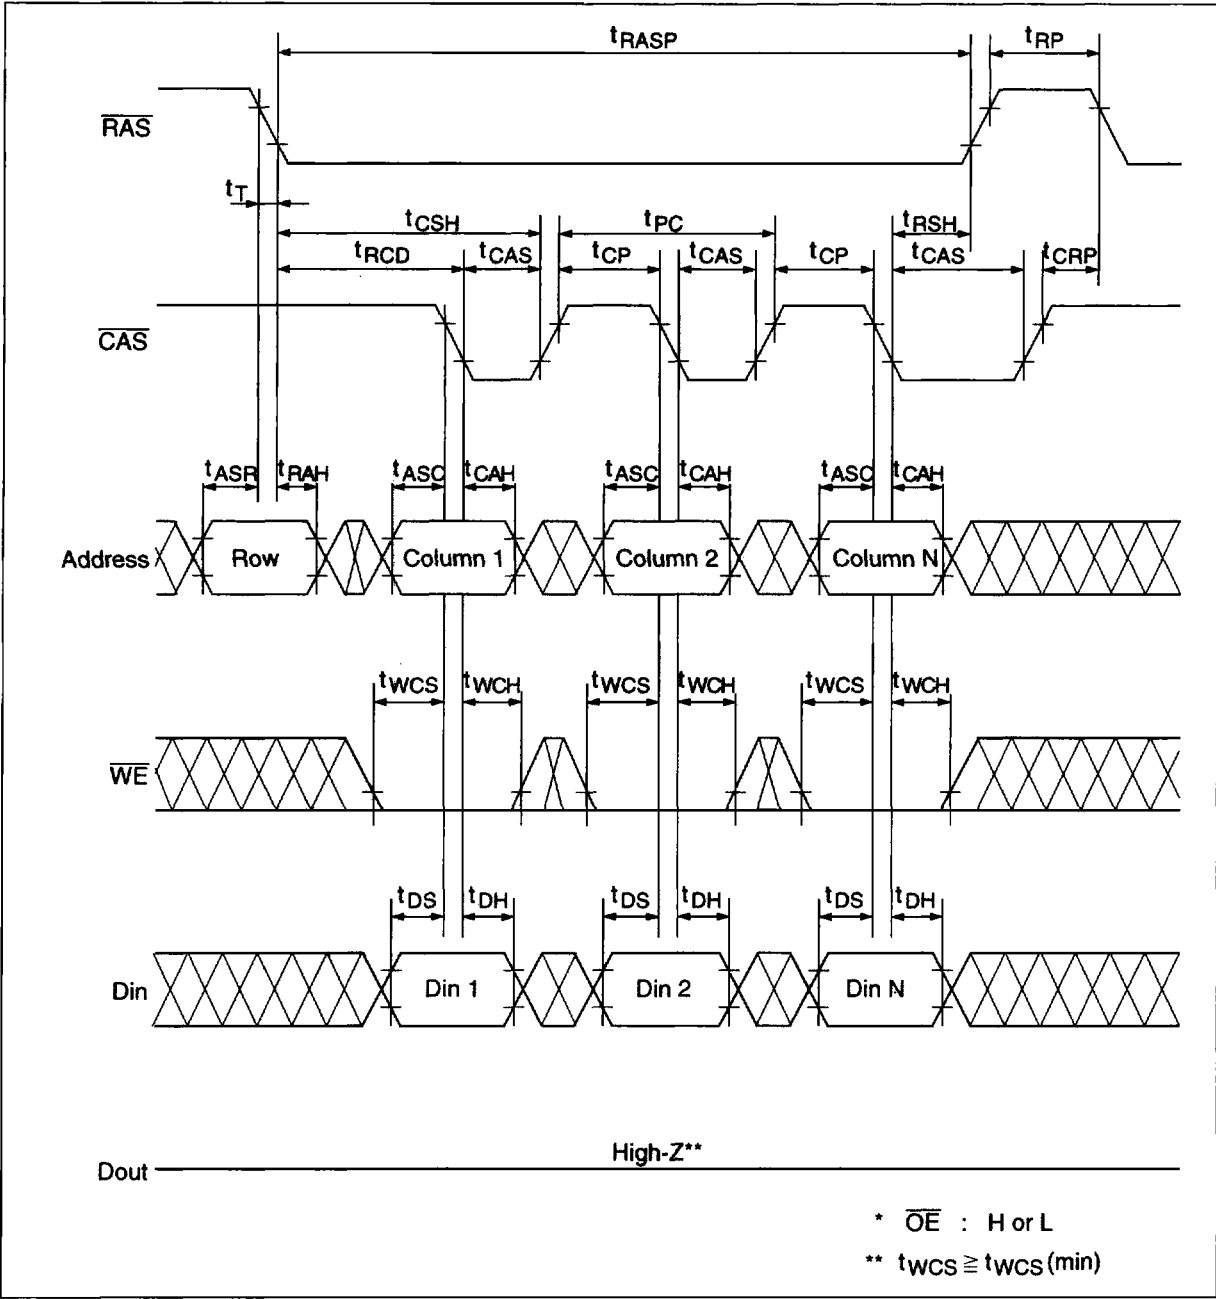 tRASP tRP
RAS
tT
tCSH tPC tRSH
tRCD tCAS tCP tCAS tCP tCAS tCRP
CAS
tASR tRAH tASC tCAH tASC tCAH tASC tCAH
Address Row Column 1 Column 2 Column N
tWCS tWCH tWCS tWCH tWCS tWCH
WE
tDS tDH tDS tDH tDS tDH
Din Din 1 Din 2 Din N
High-Z**
Dout
* OE : H or L
** tWCS ≧ tWCS (min)